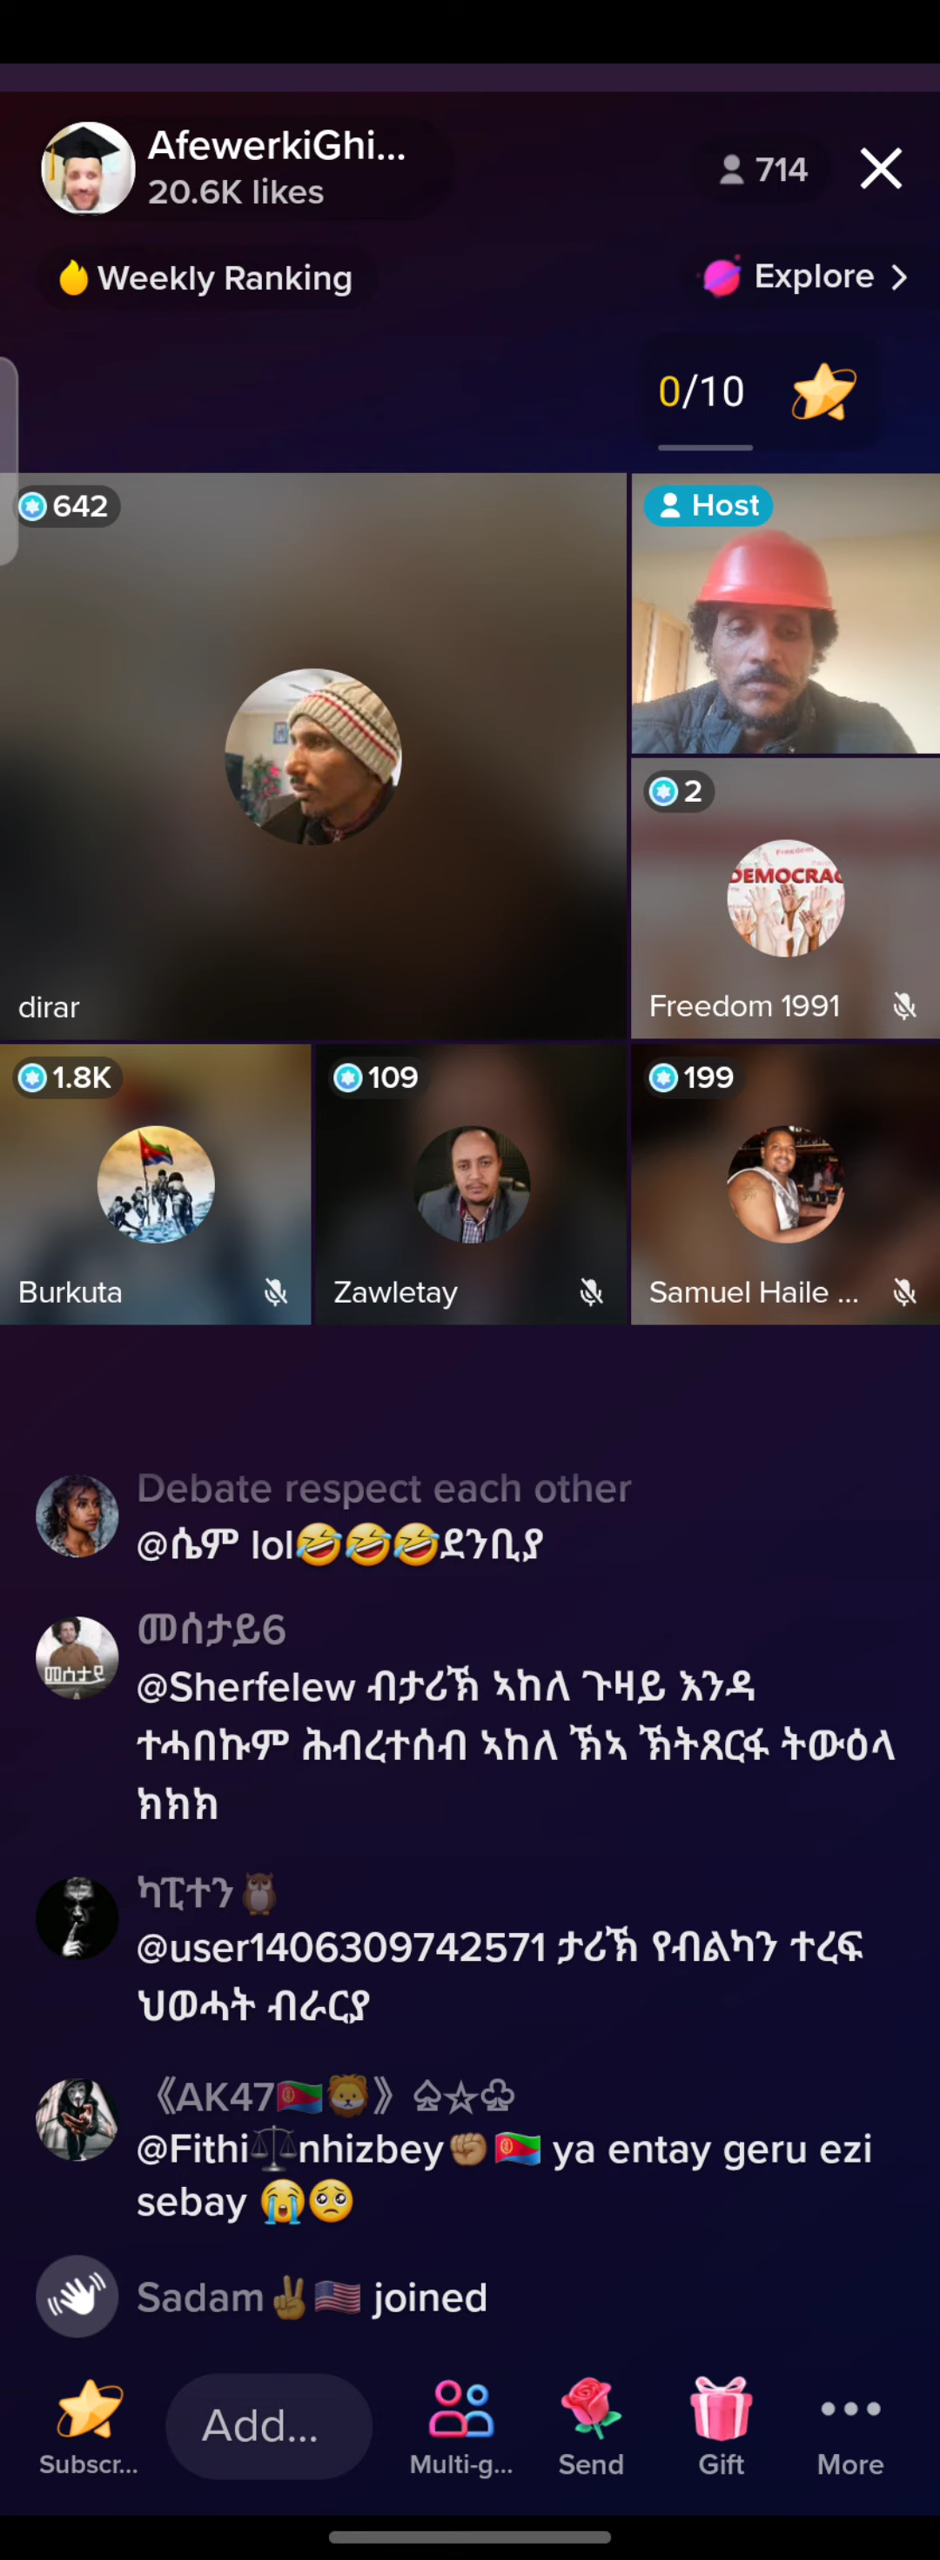 AfewerkiGhi...
20.6K likes
714
Weekly Ranking
Explore
0/10
642
Host
2
DEMOCRAC
dirar
Freedom 1991
1.8K
109
199
Burkuta
Zawletay
Samuel Haile ...
Debate respect each other
@ሴም lol🤣🤣🤣ደንቢያ
መሰታይ6
መሰታይ
@Sherfelew ብታሪኽ ኣከለ ጉዛይ እንዳ
ተሓበኩም ሕብረተሰብ ኣከለ ኽኣ ኽትጸርፋ ትውዕላ
ክክክ
ካፒተን🦉
@user1406309742571 ታሪኽ የብልካን ተረፍ
ህወሓት ብራርያ
《AK47🇪🇷🦁》♤☆♧
@Fithi⚖️nhizbey✊🏾🇪🇷 ya entay geru ezi
sebay 😭🥺
Sadam✌🏾🇺🇸 joined
Subscr...
Add...
Multi-g...
Send
Gift
More